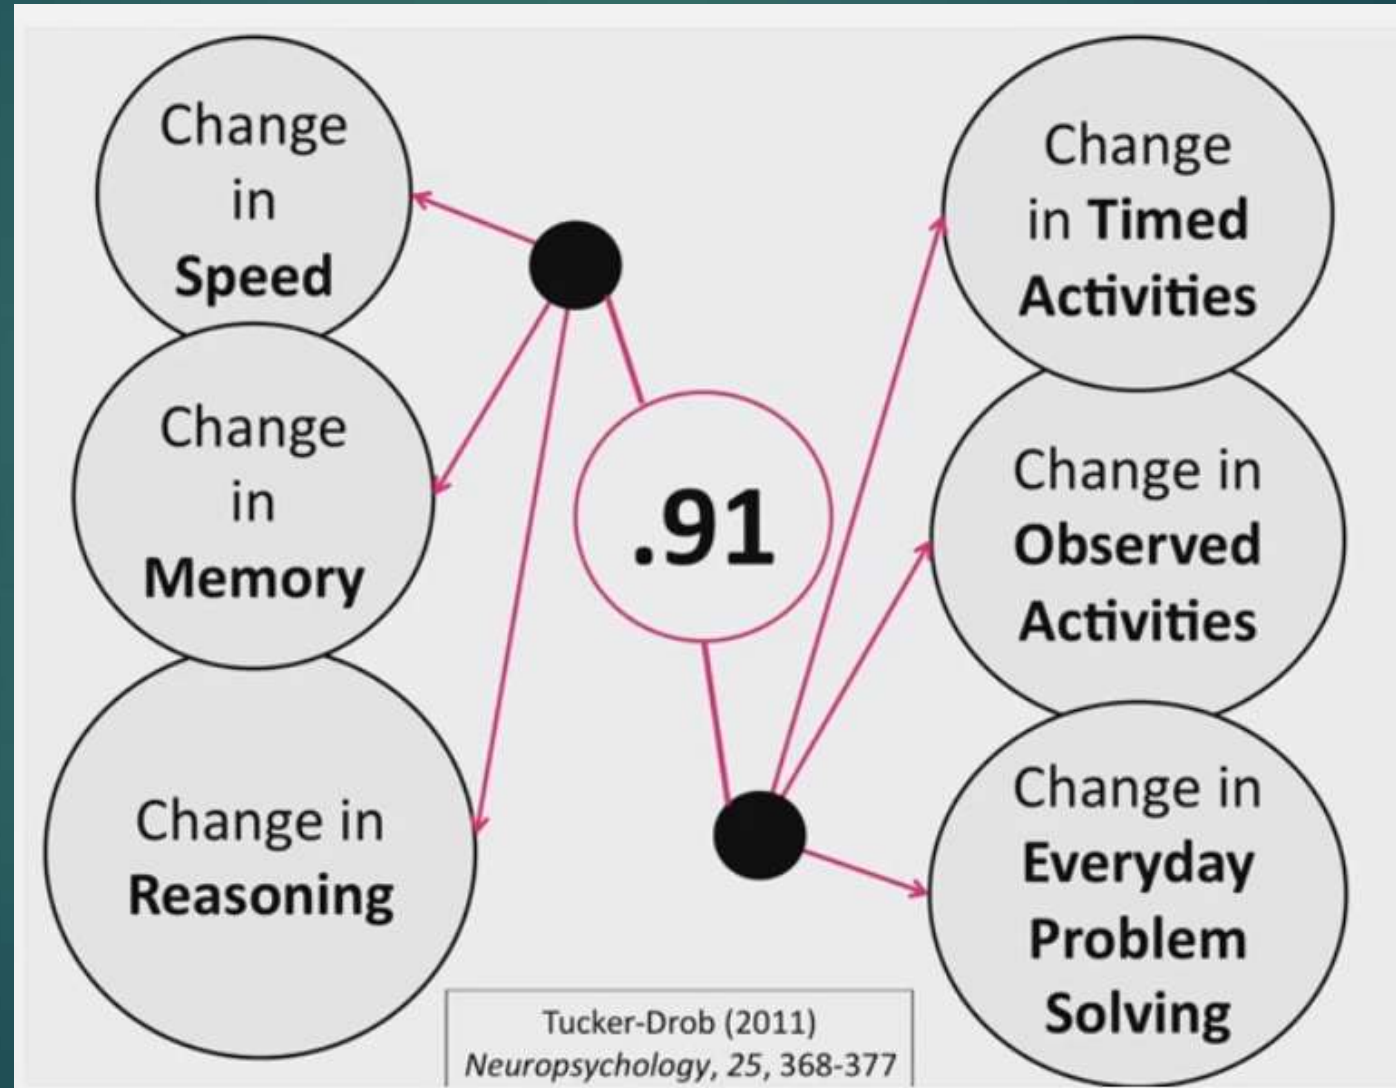 Change
in
Speed
Change
in
Memory
Change in
Reasoning
.91
Change
in Timed
Activities
Change in
Observed
Activities
Change in
Everyday
Problem
Solving
Tucker-Drob (2011)
Neuropsychology, 25, 368-377